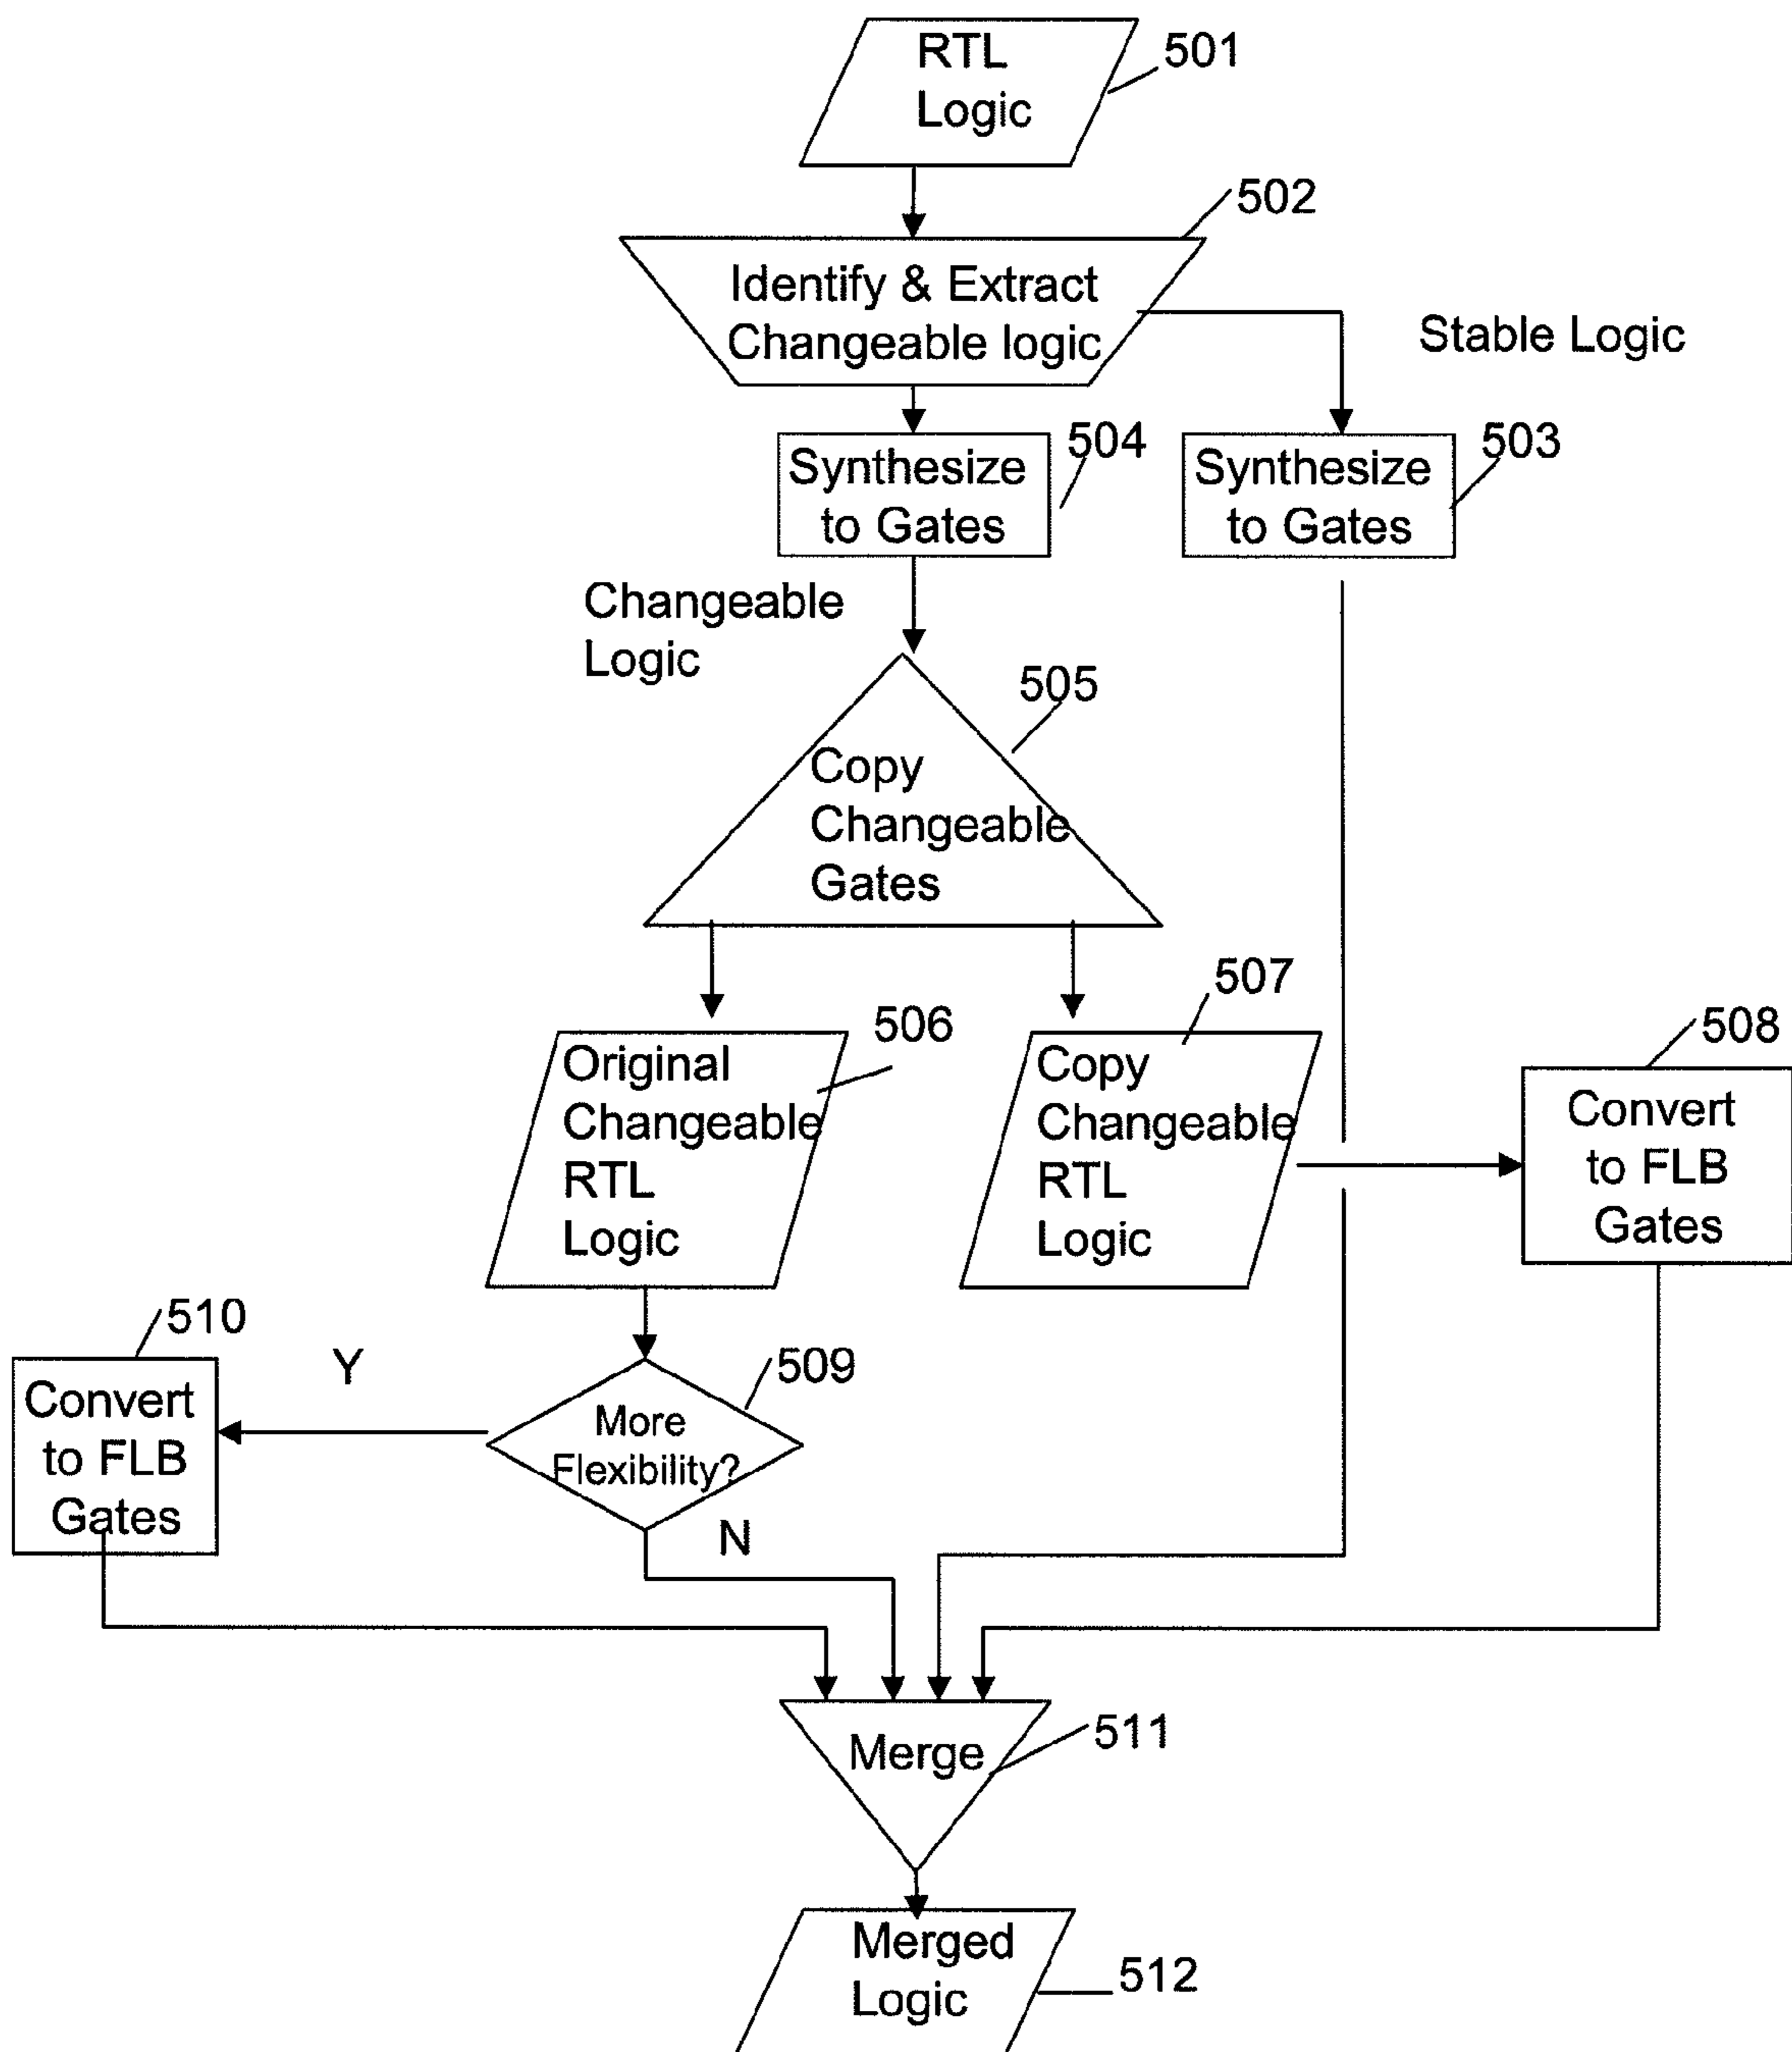 RTL
Logic
501
502
Identify & Extract
Changeable logic
Stable Logic
Synthesize
to Gates
504
Synthesize
to Gates
503
Changeable
Logic
505
Copy
Changeable
Gates
506
507
508
Original
Changeable
RTL
Logic
Copy
Changeable
RTL
Logic
Convert
to FLB
Gates
510
Y
509
Convert
to FLB
Gates
More
Flexibility?
N
Merge
511
Merged
Logic
512